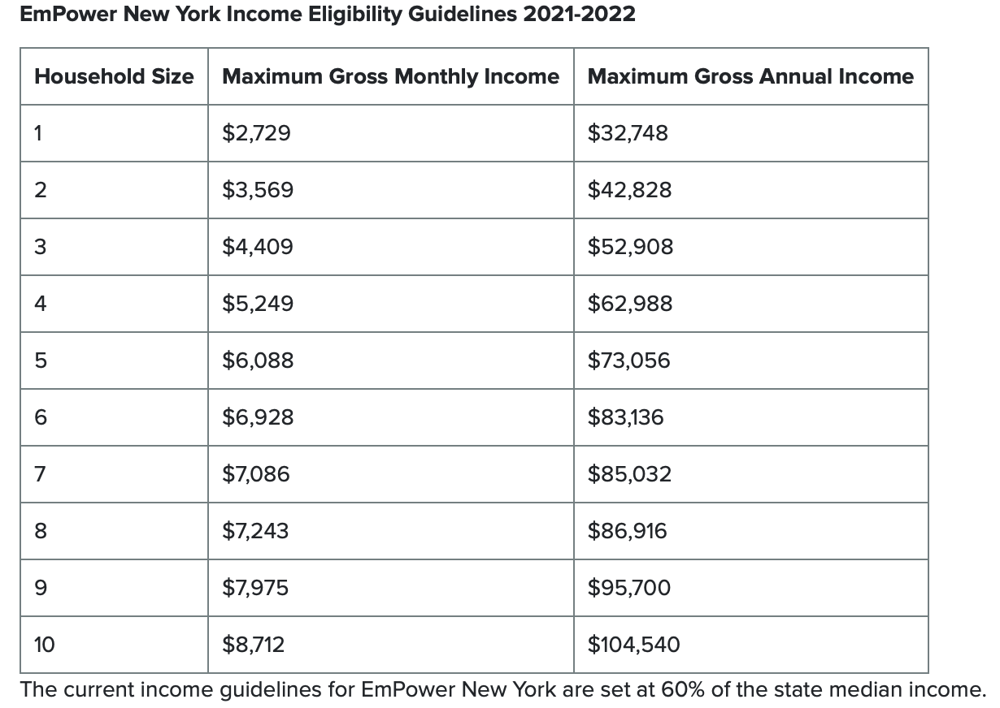 EmPower New York Income Eligibility Guidelines 2021-2022
Household Size Maximum Gross Monthly Income Maximum Gross Annual Income
1 $2,729 $32,748
2 $3,569 $42,828
3 $4,409 $52,908
4 $5,249 $62,988
5 $6,088 $73,056
6 $6,928 $83,136
7 $7,086 $85,032
8 $7,243 $86,916
9 $7,975 $95,700
10 $8,712 $104,540
The current income guidelines for EmPower New York are set at 60% of the state median income.